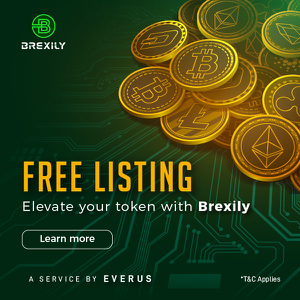 BREXILY
FREE LISTING
Elevate your token with Brexily
Learn more
A SERVICE BY EVERUS
*T&C Applies